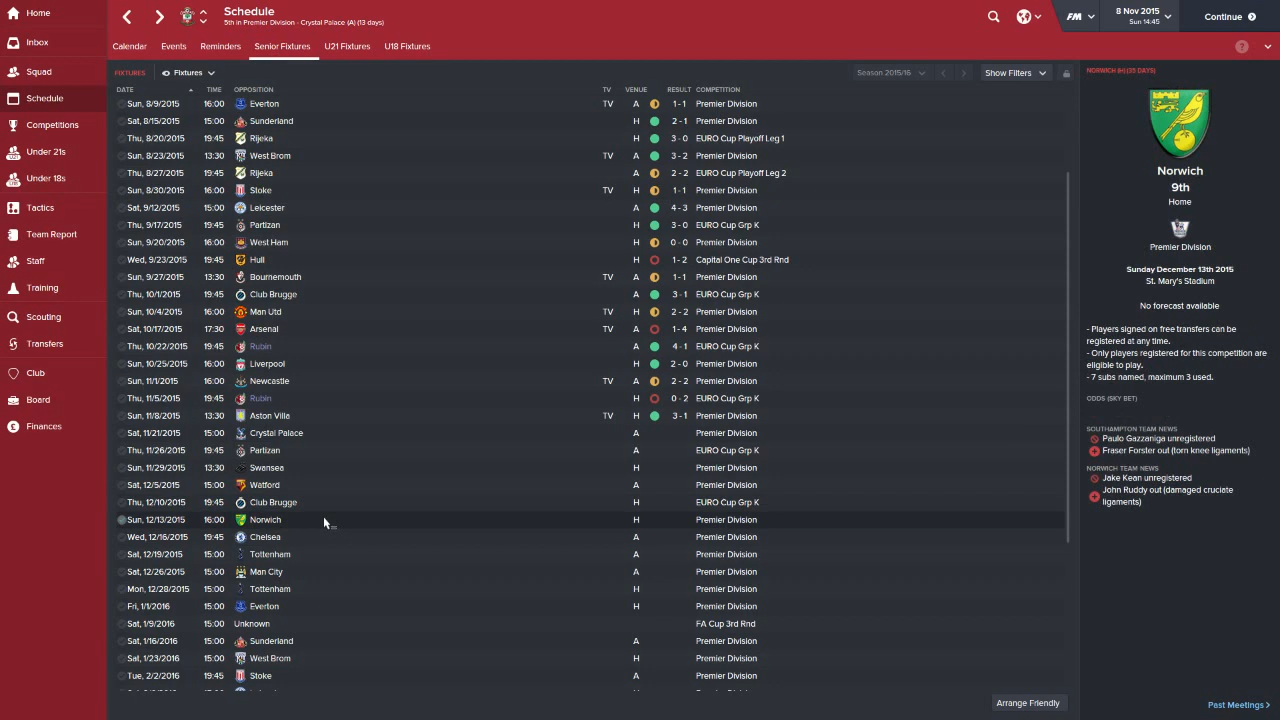 Home
Inbox
Squad
Schedule
Competitions
Under 21s
Under 18s
Tactics
Team Report
Staff
Training
Scouting
Transfers
Club
Board
Finances
Schedule
5th in Premier Division - Crystal Palace (A) (13 days)
FM
8 Nov 2015
Sun 14:45
Continue
Calendar Events Reminders Senior Fixtures U21 Fixtures U18 Fixtures
FIXTURES Fixtures Season 2015/16 Show Filters
DATE TIME OPPOSITION TV VENUE RESULT COMPETITION
Sun, 8/9/2015 16:00 Everton TV A 1-1 Premier Division
Sat, 8/15/2015 15:00 Sunderland H 2-1 Premier Division
Thu, 8/20/2015 19:45 Rijeka H 3-0 EURO Cup Playoff Leg 1
Sun, 8/23/2015 13:30 West Brom TV A 3-2 Premier Division
Thu, 8/27/2015 19:45 Rijeka A 2-2 EURO Cup Playoff Leg 2
Sun, 8/30/2015 16:00 Stoke TV H 1-1 Premier Division
Sat, 9/12/2015 15:00 Leicester A 4-3 Premier Division
Thu, 9/17/2015 19:45 Partizan H 3-0 EURO Cup Grp K
Sun, 9/20/2015 16:00 West Ham H 0-0 Premier Division
Wed, 9/23/2015 19:45 Hull H 1-2 Capital One Cup 3rd Rnd
Sun, 9/27/2015 13:30 Bournemouth TV A 1-1 Premier Division
Thu, 10/1/2015 19:45 Club Brugge A 3-1 EURO Cup Grp K
Sun, 10/4/2015 16:00 Man Utd TV H 2-2 Premier Division
Sat, 10/17/2015 17:30 Arsenal TV A 1-4 Premier Division
Thu, 10/22/2015 19:45 Rubin A 4-1 EURO Cup Grp K
Sun, 10/25/2015 16:00 Liverpool H 2-0 Premier Division
Sun, 11/1/2015 16:00 Newcastle TV A 2-2 Premier Division
Thu, 11/5/2015 19:45 Rubin H 0-2 EURO Cup Grp K
Sun, 11/8/2015 13:30 Aston Villa TV H 3-1 Premier Division
Sat, 11/21/2015 15:00 Crystal Palace A Premier Division
Thu, 11/26/2015 19:45 Partizan A EURO Cup Grp K
Sun, 11/29/2015 13:30 Swansea H Premier Division
Sat, 12/5/2015 15:00 Watford A Premier Division
Thu, 12/10/2015 19:45 Club Brugge H EURO Cup Grp K
Sun, 12/13/2015 16:00 Norwich H Premier Division
Wed, 12/16/2015 19:45 Chelsea A Premier Division
Sat, 12/19/2015 15:00 Tottenham A Premier Division
Sat, 12/26/2015 15:00 Man City A Premier Division
Mon, 12/28/2015 15:00 Tottenham H Premier Division
Fri, 1/1/2016 15:00 Everton H Premier Division
Sat, 1/9/2016 15:00 Unknown FA Cup 3rd Rnd
Sat, 1/16/2016 15:00 Sunderland A Premier Division
Sat, 1/23/2016 15:00 West Brom H Premier Division
Tue, 2/2/2016 19:45 Stoke A Premier Division
Arrange Friendly
NORWICH (H) (35 DAYS)
Norwich
9th
Home
Premier Division
Sunday December 13th 2015
St. Mary's Stadium
No forecast available
- Players signed on free transfers can be
registered at any time.
- Only players registered for this competition are
eligible to play.
- 7 subs named, maximum 3 used.
ODDS (SKY BET)
SOUTHAMPTON TEAM NEWS
Paulo Gazzaniga unregistered
Fraser Forster out (torn knee ligaments)
NORWICH TEAM NEWS
Jake Kean unregistered
John Ruddy out (damaged cruciate
ligaments)
Past Meetings >